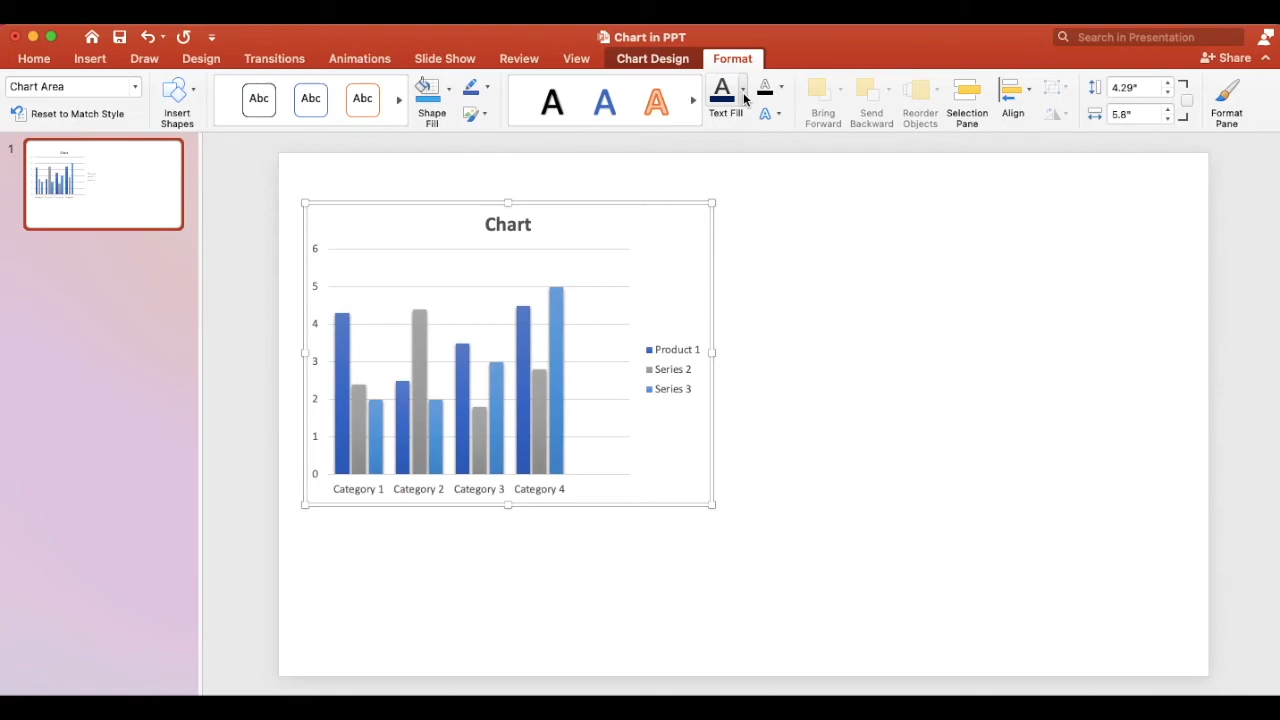 Chart in PPT
Search in Presentation
Home Insert Draw Design Transitions Animations Slide Show Review View Chart Design Format
Share
Chart Area
Reset to Match Style
Insert
Shapes
Abc Abc Abc
Shape
Fill
A A A
A
Text Fill
A
A
Bring
Forward
Send
Backward
Reorder
Objects
Selection
Pane
Align
4.29"
5.8"
Format
Pane
1
Chart
6
5
4
3
2
1
0
Category 1 Category 2 Category 3 Category 4
Product 1
Series 2
Series 3